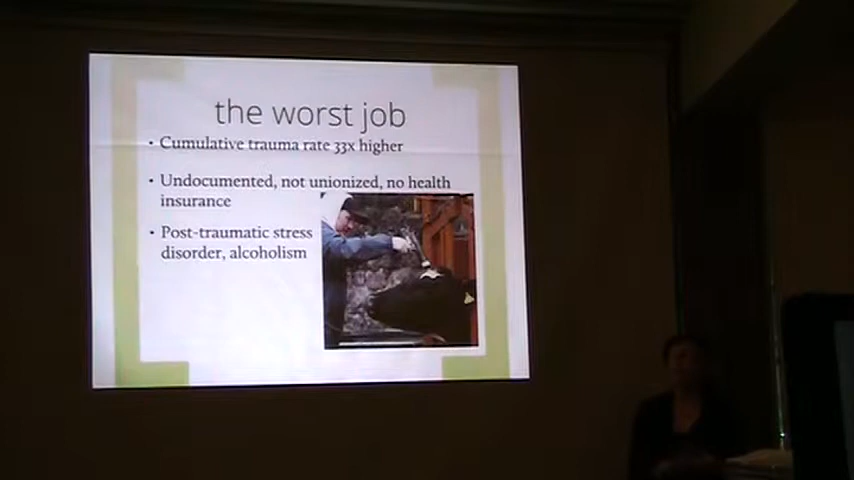 the worst job
• Cumulative trauma rate 33x higher
• Undocumented, not unionized, no health
insurance
• Post-traumatic stress
disorder, alcoholism